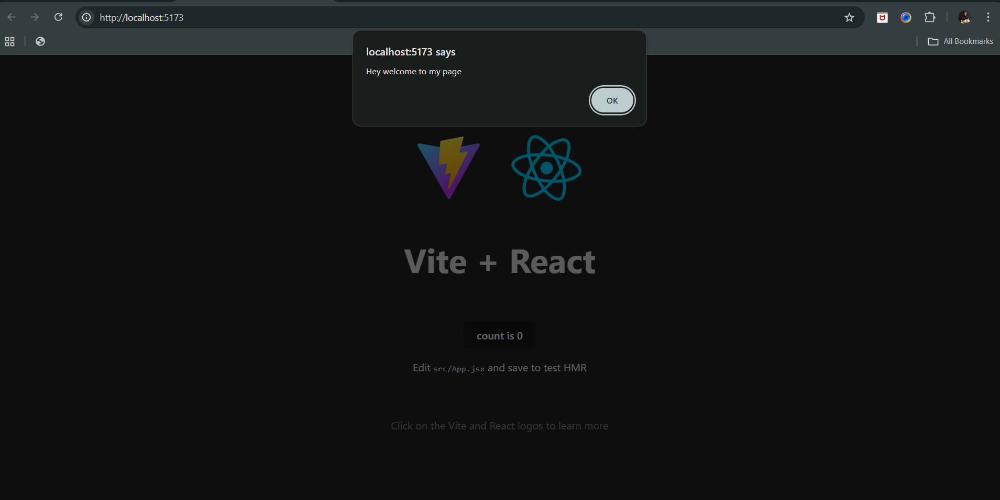 http://localhost:5173
All Bookmarks
localhost:5173 says
Hey welcome to my page
OK
Vite + React
count is 0
Edit src/App.jsx and save to test HMR
Click on the Vite and React logos to learn more